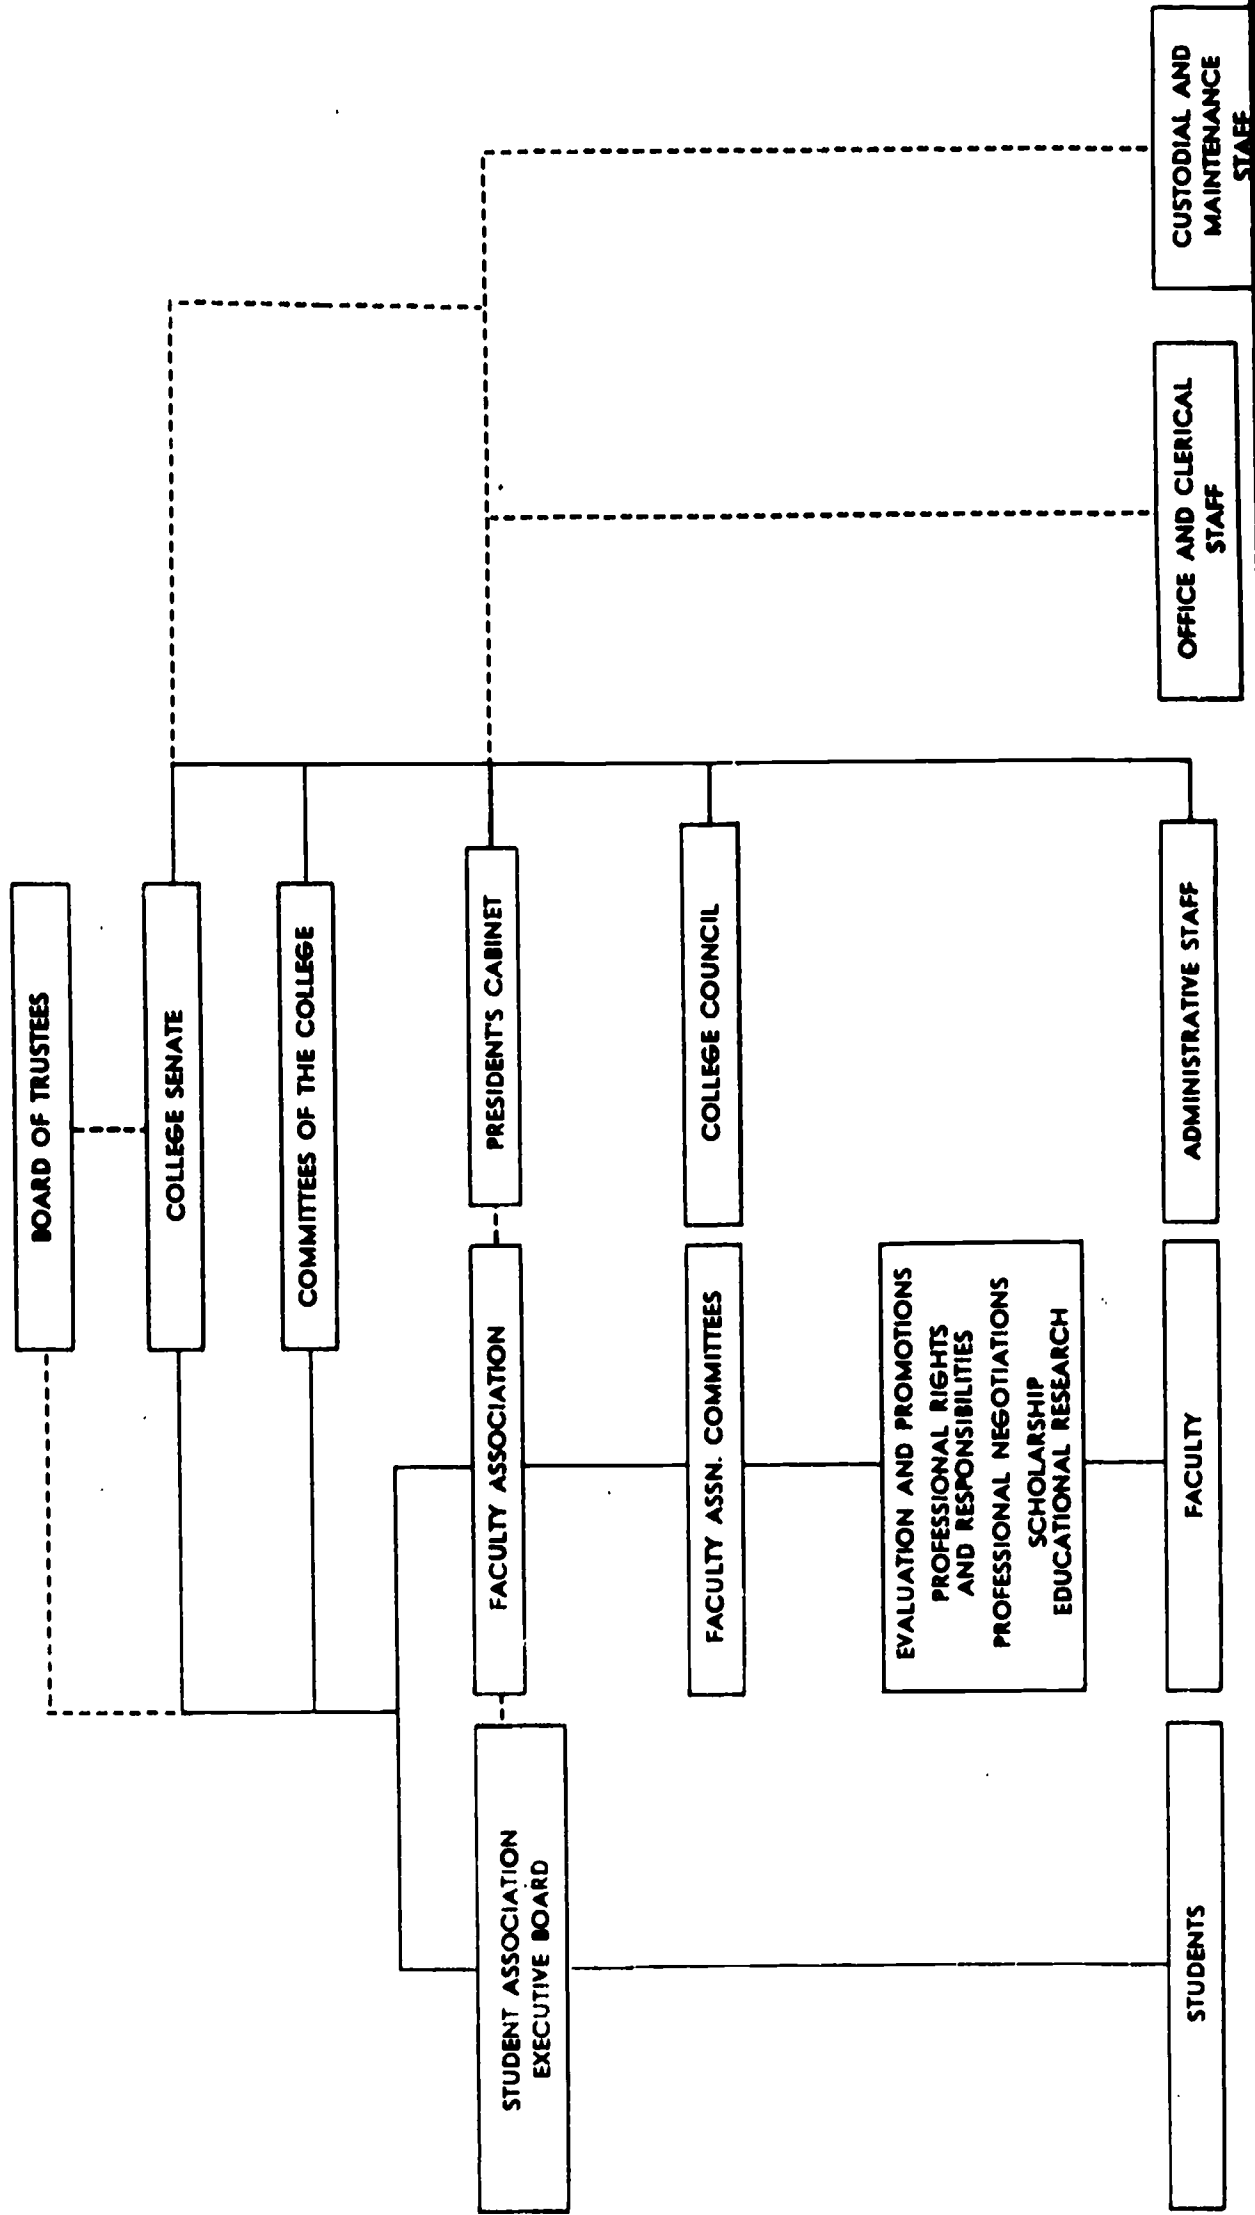 BOARD OF TRUSTEES
COLLEGE SENATE
COMMITTEES OF THE COLLEGE
STUDENT ASSOCIATION
EXECUTIVE BOARD
FACULTY ASSOCIATION
PRESIDENT'S CABINET
FACULTY ASSN. COMMITTEES
COLLEGE COUNCIL
EVALUATION AND PROMOTIONS
PROFESSIONAL RIGHTS
AND RESPONSIBILITIES
PROFESSIONAL NEGOTIATIONS
SCHOLARSHIP
EDUCATIONAL RESEARCH
STUDENTS
FACULTY
ADMINISTRATIVE STAFF
OFFICE AND CLERICAL
STAFF
CUSTODIAL AND
MAINTENANCE
STAFF